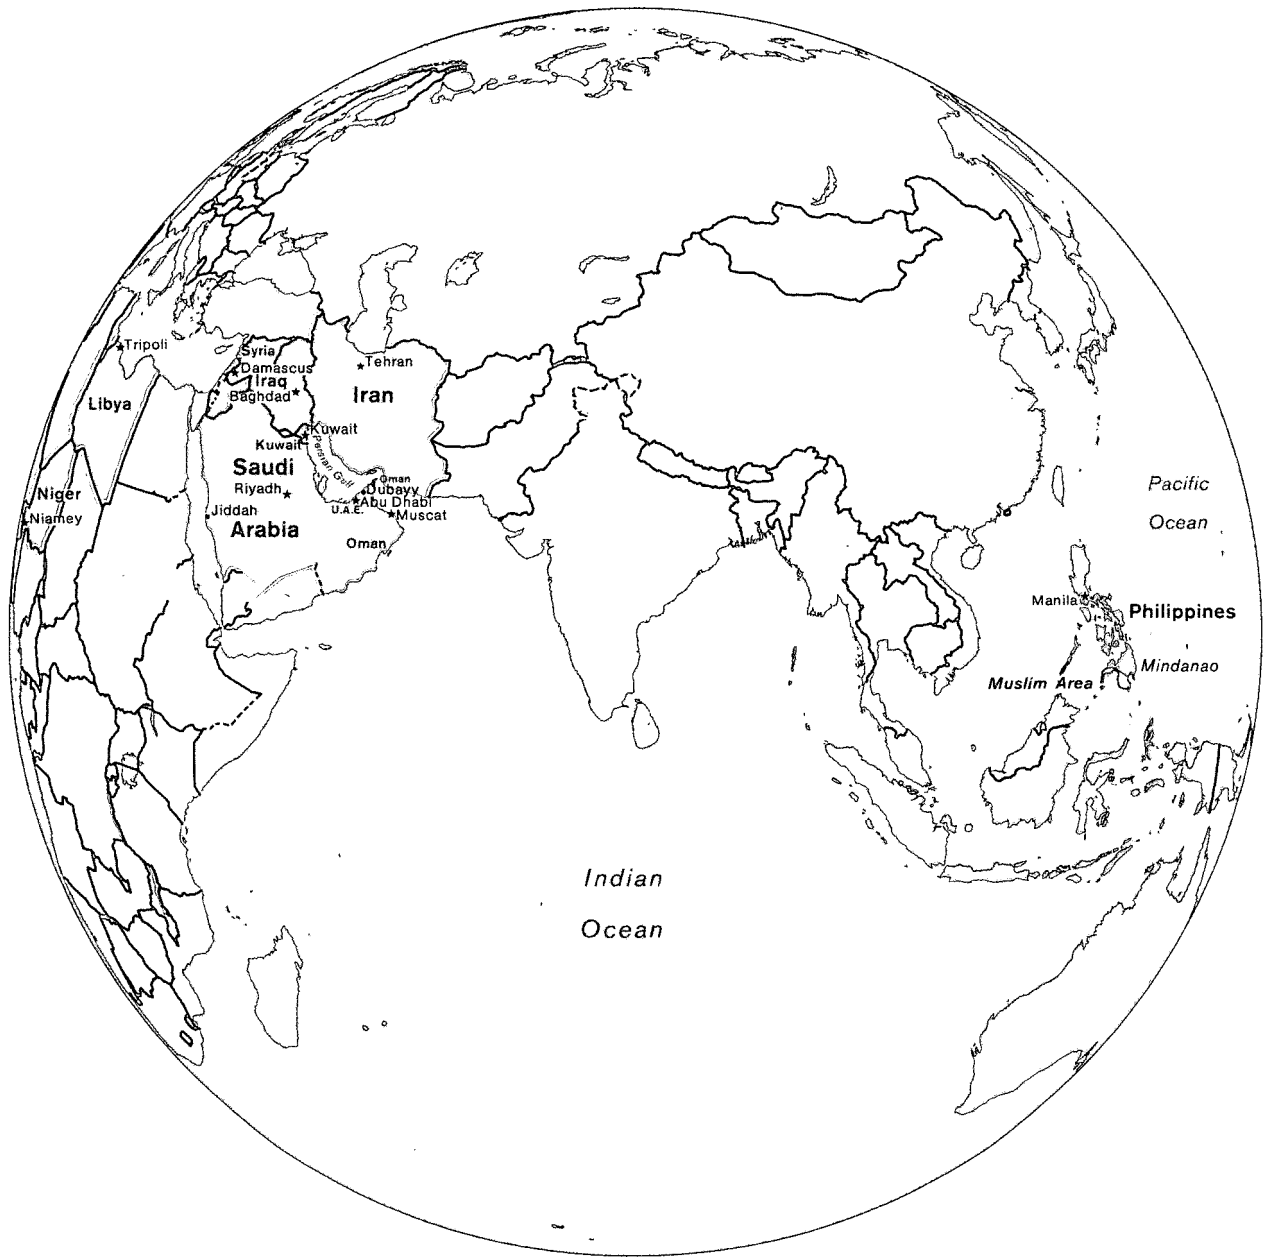 Tripoli
Syria
Damascus
Iraq
Baghdad
Tehran
Iran
Libya
Kuwait
Kuwait
Persian Gulf
Saudi
Arabia
Riyadh
Jiddah
Oman
Dubayy
Abu Dhabi
U.A.E.
Muscat
Oman
Niger
Niamey
Pacific
Ocean
Manila
Philippines
Mindanao
Muslim Area
Indian
Ocean